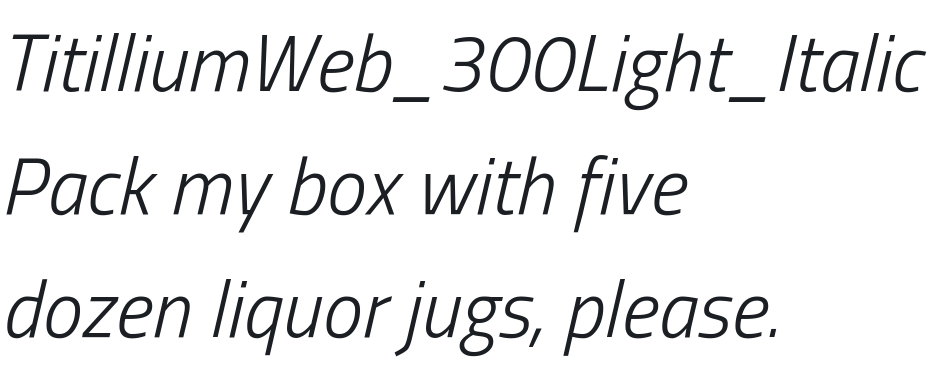 TitilliumWeb_300Light_Italic
Pack my box with five
dozen liquor jugs, please.